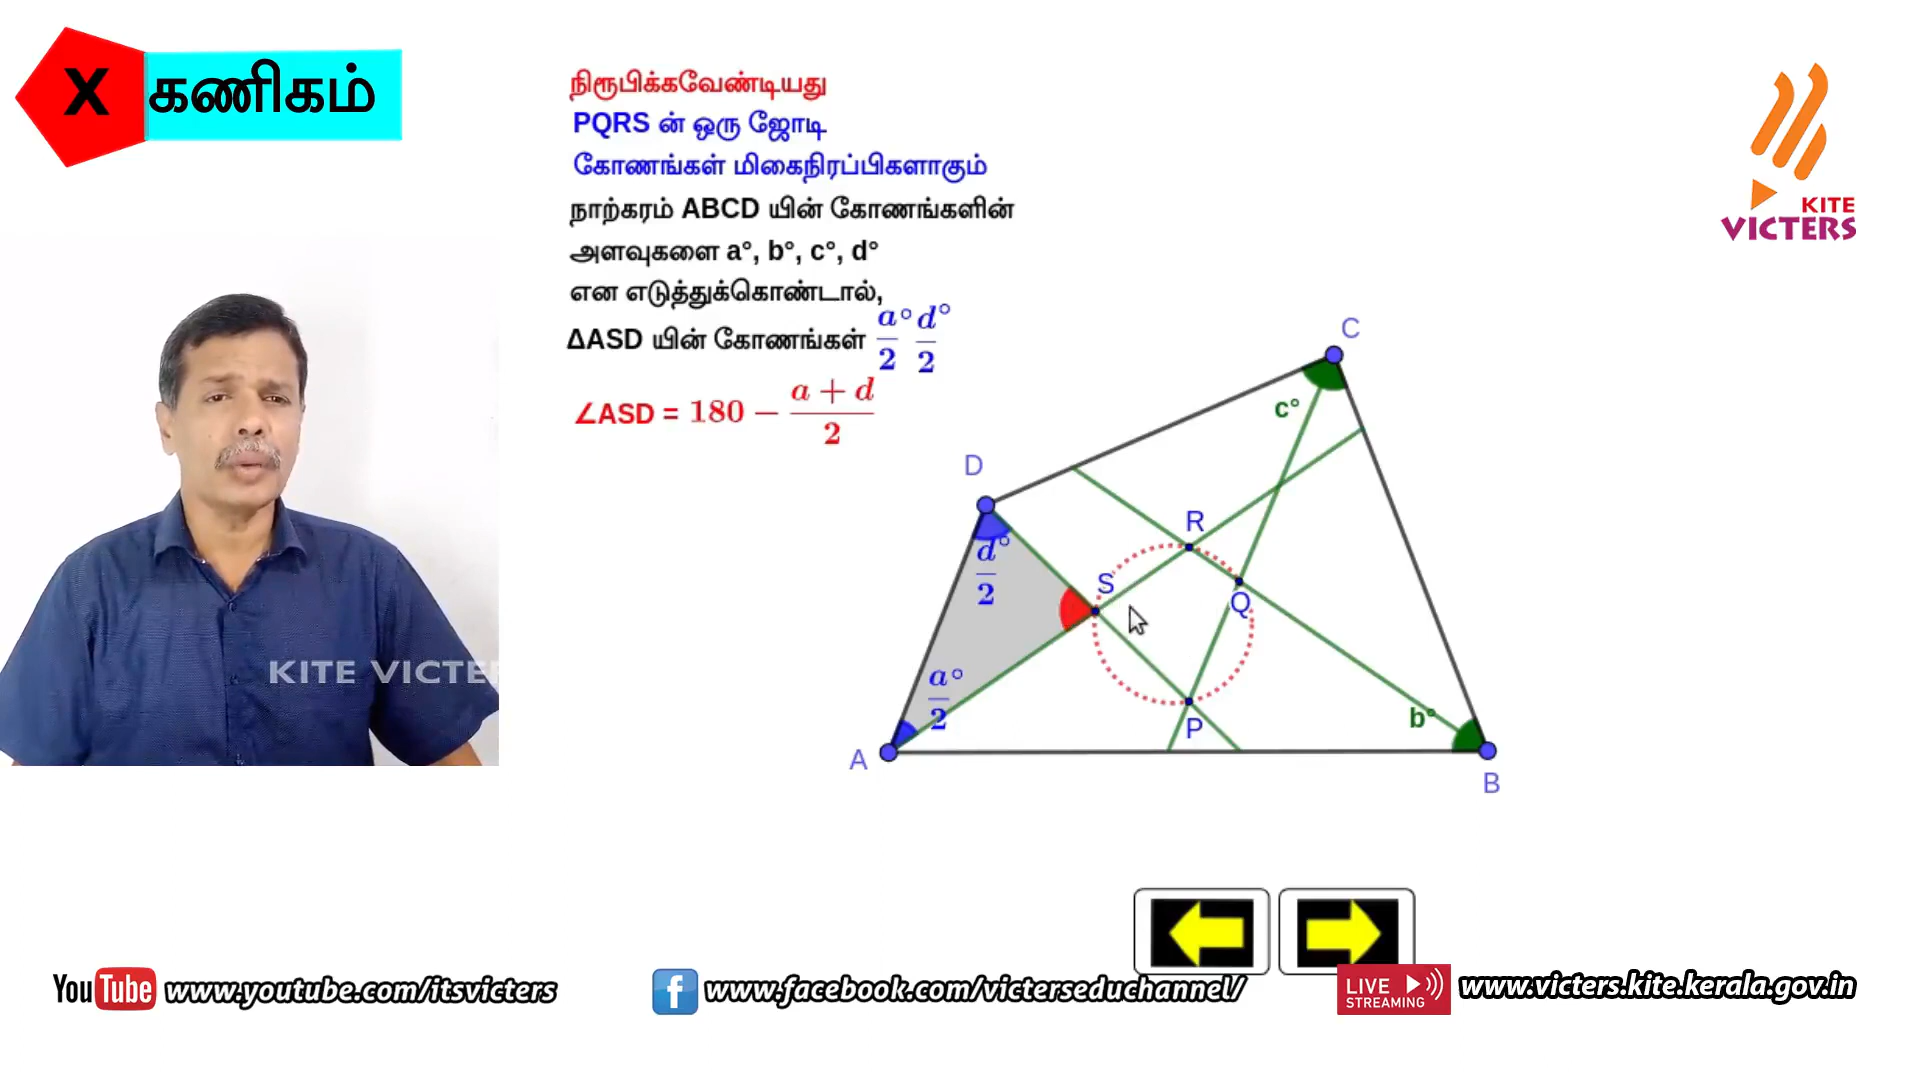 X கணிகம்
நிரூபிக்கவேண்டியது
PQRS ன் ஒரு ஜோடி
கோணங்கள் மிகைநிரப்பிகளாகும்
நாற்கரம் ABCD யின் கோணங்களின்
அளவுகளை a°, b°, c°, d°
என எடுத்துக்கொண்டால்,
ΔASD யின் கோணங்கள் a/2° d/2°
∠ASD = 180 − (a + d)/2
KITE
VICTERS
C
c°
D
R
d/2°
S
Q
KITE VICTE
a/2°
b°
P
A
B
YouTube www.youtube.com/itsvicters
f www.facebook.com/victerseduchannel/
LIVE STREAMING www.victers.kite.kerala.gov.in